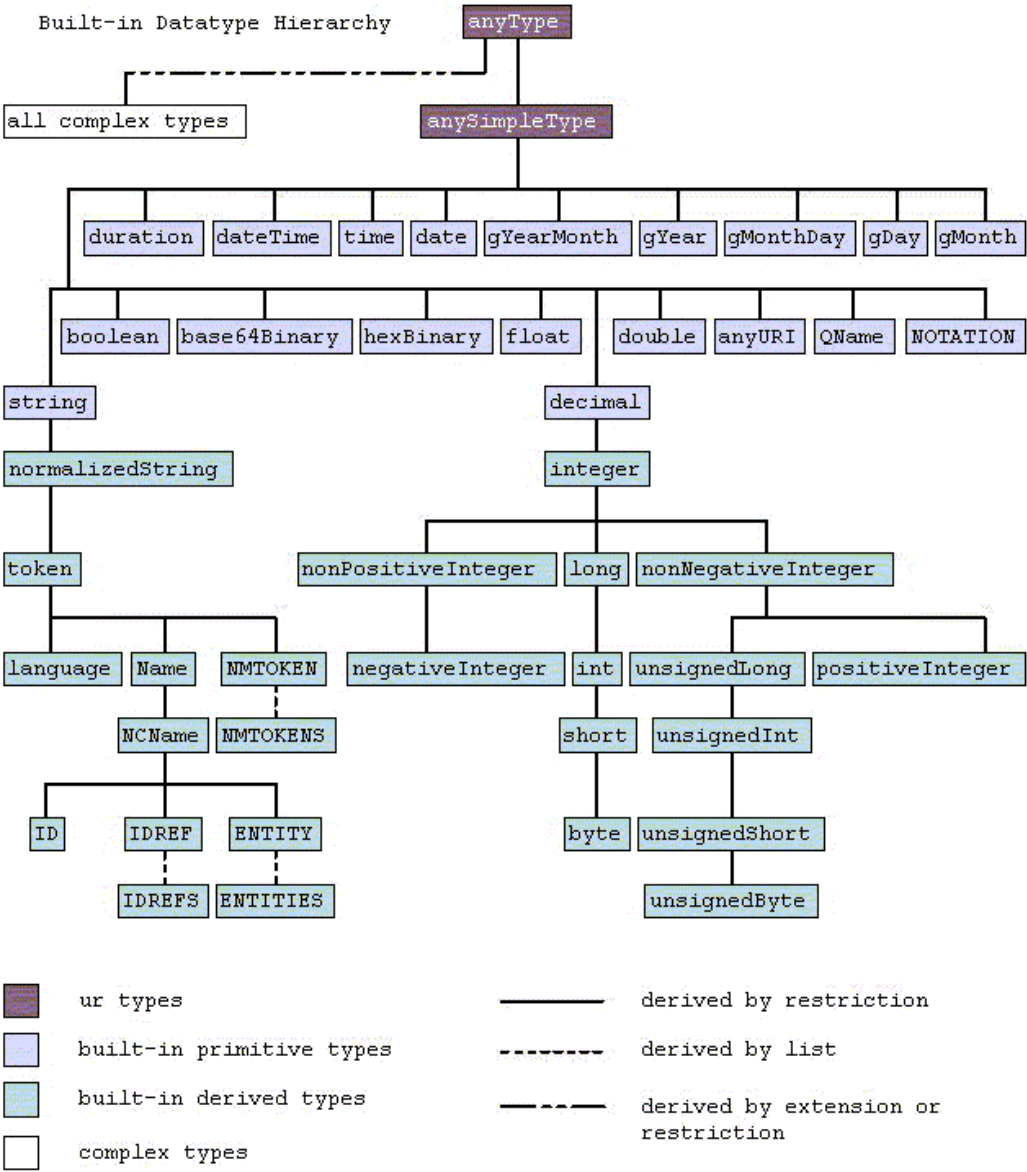 Built-in Datatype Hierarchy
anyType
all complex types
anySimpleType
duration dateTime time date gYearMonth gYear gMonthDay gDay gMonth
boolean base64Binary hexBinary float double anyURI QName NOTATION
string decimal
normalizedString integer
token nonPositiveInteger long nonNegativeInteger
language Name NMTOKEN negativeInteger int unsignedLong positiveInteger
NCName NMTOKENS short unsignedInt
ID IDREF ENTITY byte unsignedShort
IDREFS ENTITIES unsignedByte
ur types
built-in primitive types
built-in derived types
complex types
derived by restriction
derived by list
derived by extension or
restriction